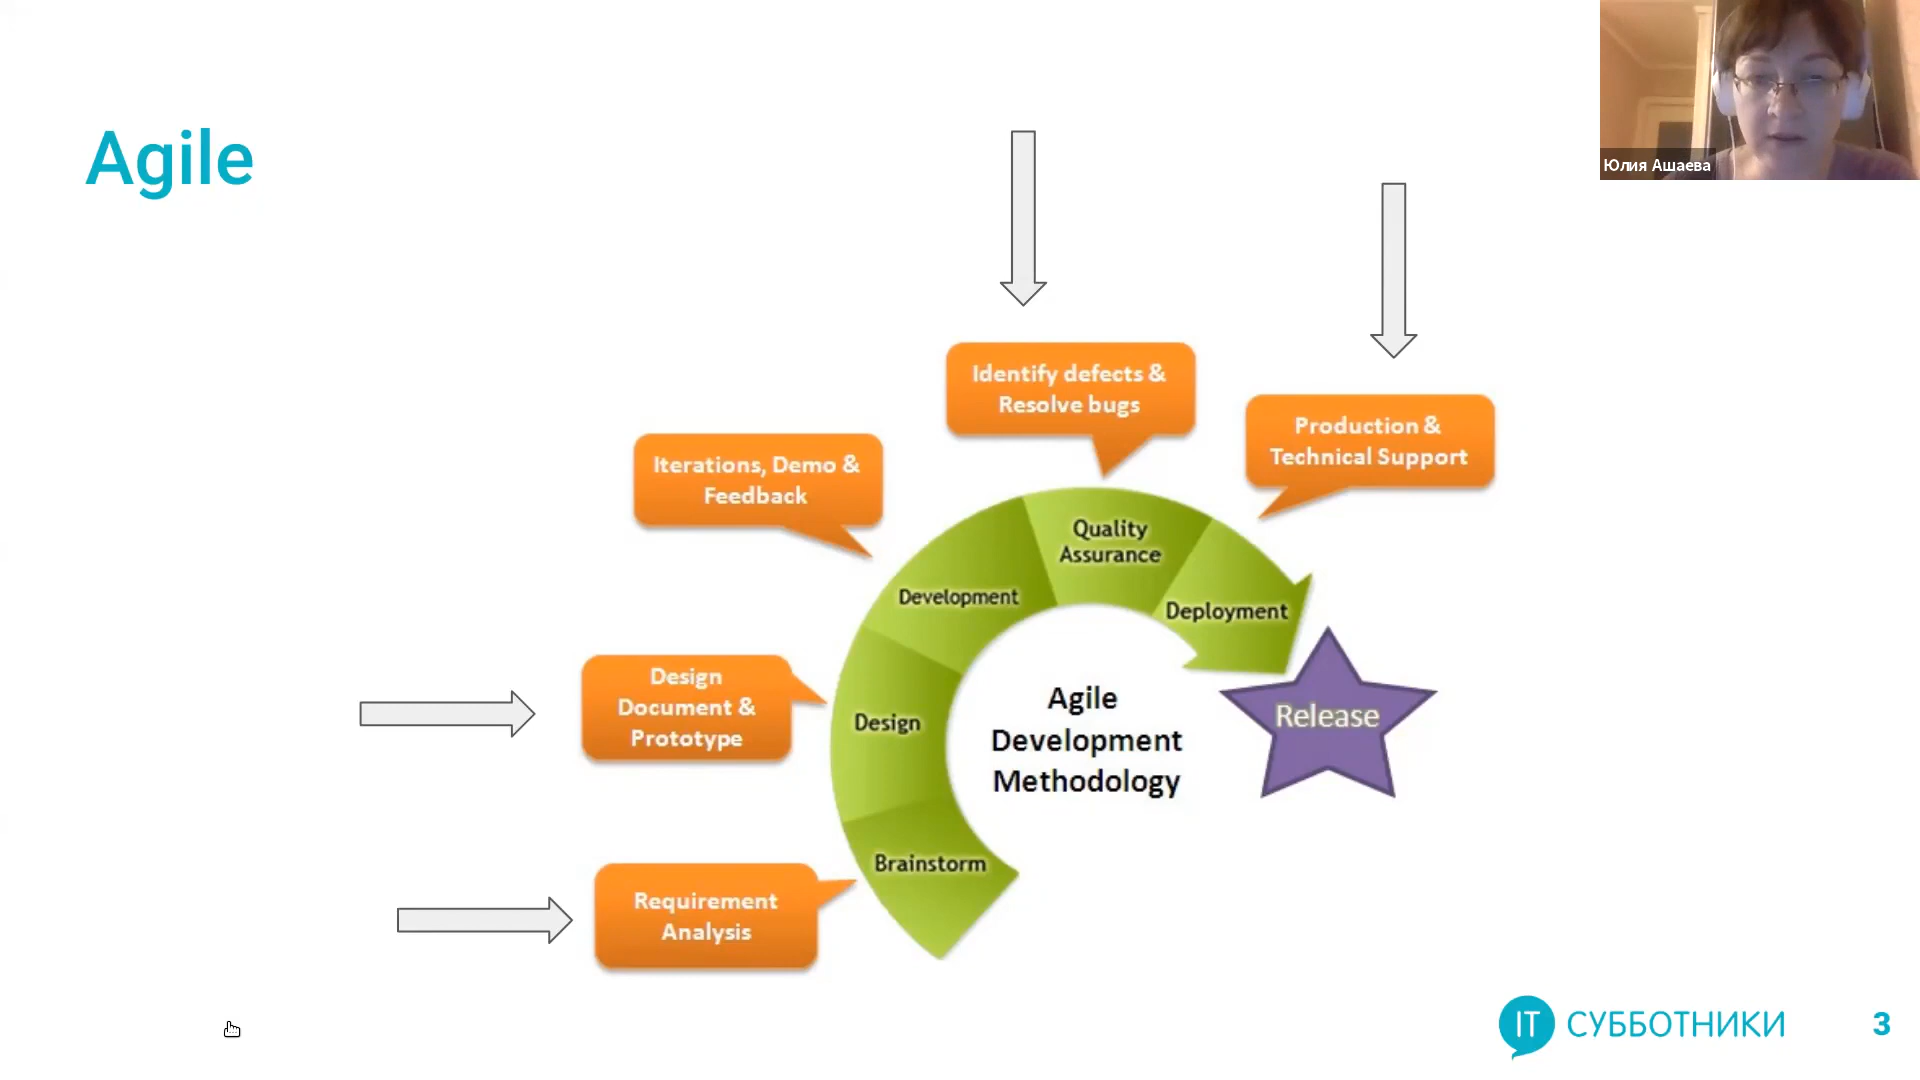 Agile
Юлия Ашаева
Identify defects &
Resolve bugs
Production &
Technical Support
Iterations, Demo &
Feedback
Quality
Assurance
Development
Deployment
Design
Document &
Prototype
Design
Agile
Development
Methodology
Release
Brainstorm
Requirement
Analysis
IT СУББОТНИКИ
3